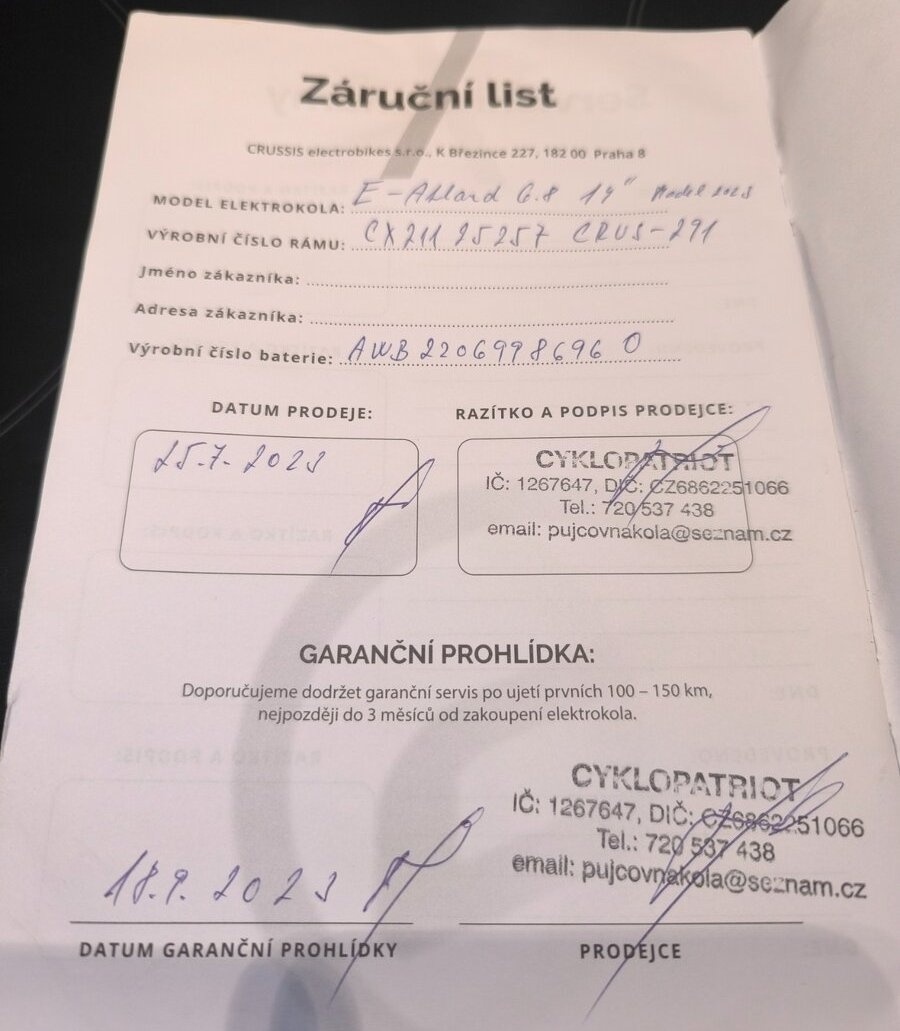 Záruční list
CRUSSIS electrobikes s.r.o., K Březince 227, 182 00 Praha 8
MODEL ELEKTROKOLA: E-Atland 6.8 19" Model 2023
VÝROBNÍ ČÍSLO RÁMU: CX211 25257 CRUS-291
Jméno zákazníka:
Adresa zákazníka:
Výrobní číslo baterie: AWB 2206998696 0
DATUM PRODEJE: RAZÍTKO A PODPIS PRODEJCE:
25.7. 2023
CYKLOPATRIOT
IČ: 1267647, DIČ: CZ6862251066
Tel.: 720 537 438
email: pujcovnakola@seznam.cz
GARANČNÍ PROHLÍDKA:
Doporučujeme dodržet garanční servis po ujetí prvních 100 – 150 km,
nejpozději do 3 měsíců od zakoupení elektrokola.
CYKLOPATRIOT
IČ: 1267647, DIČ: CZ6862251066
Tel.: 720 537 438
email: pujcovnakola@seznam.cz
18.9. 2023
DATUM GARANČNÍ PROHLÍDKY PRODEJCE